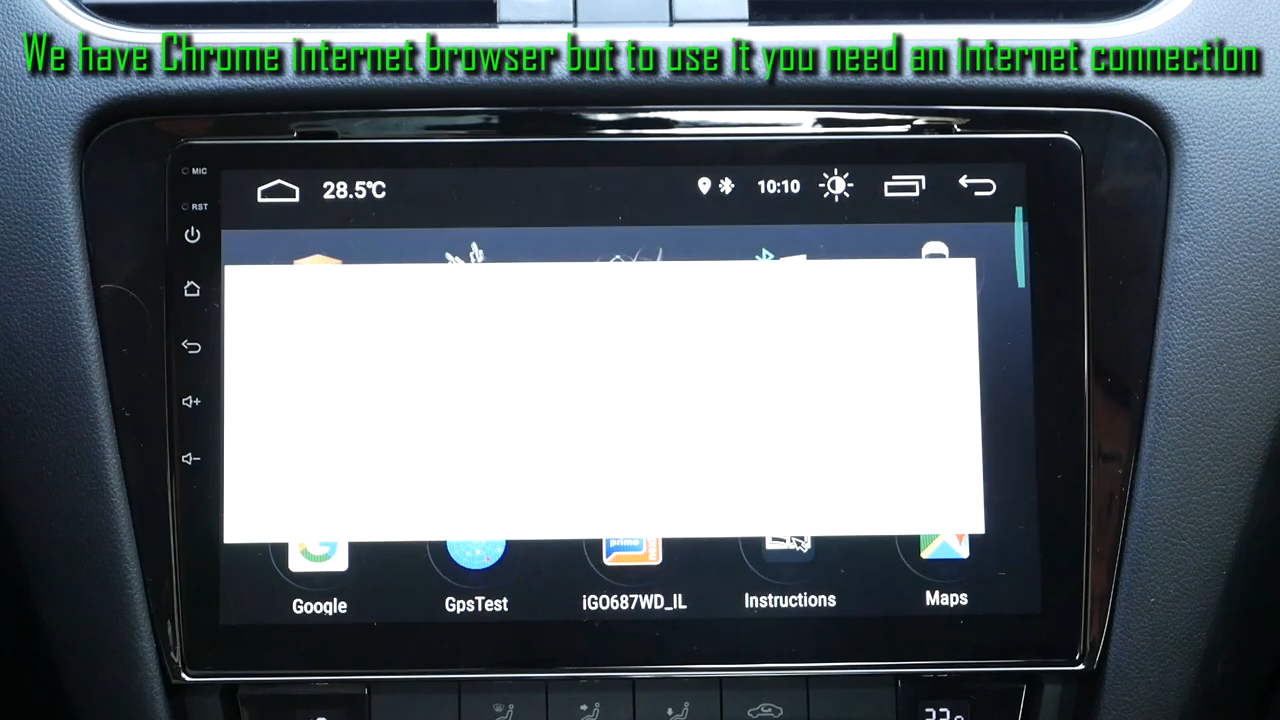 We have Chrome internet browser but to use it you need an internet connection
MIC
28.5℃
10:10
RST
primo
Google
GpsTest
iGO687WD_IL
Instructions
Maps